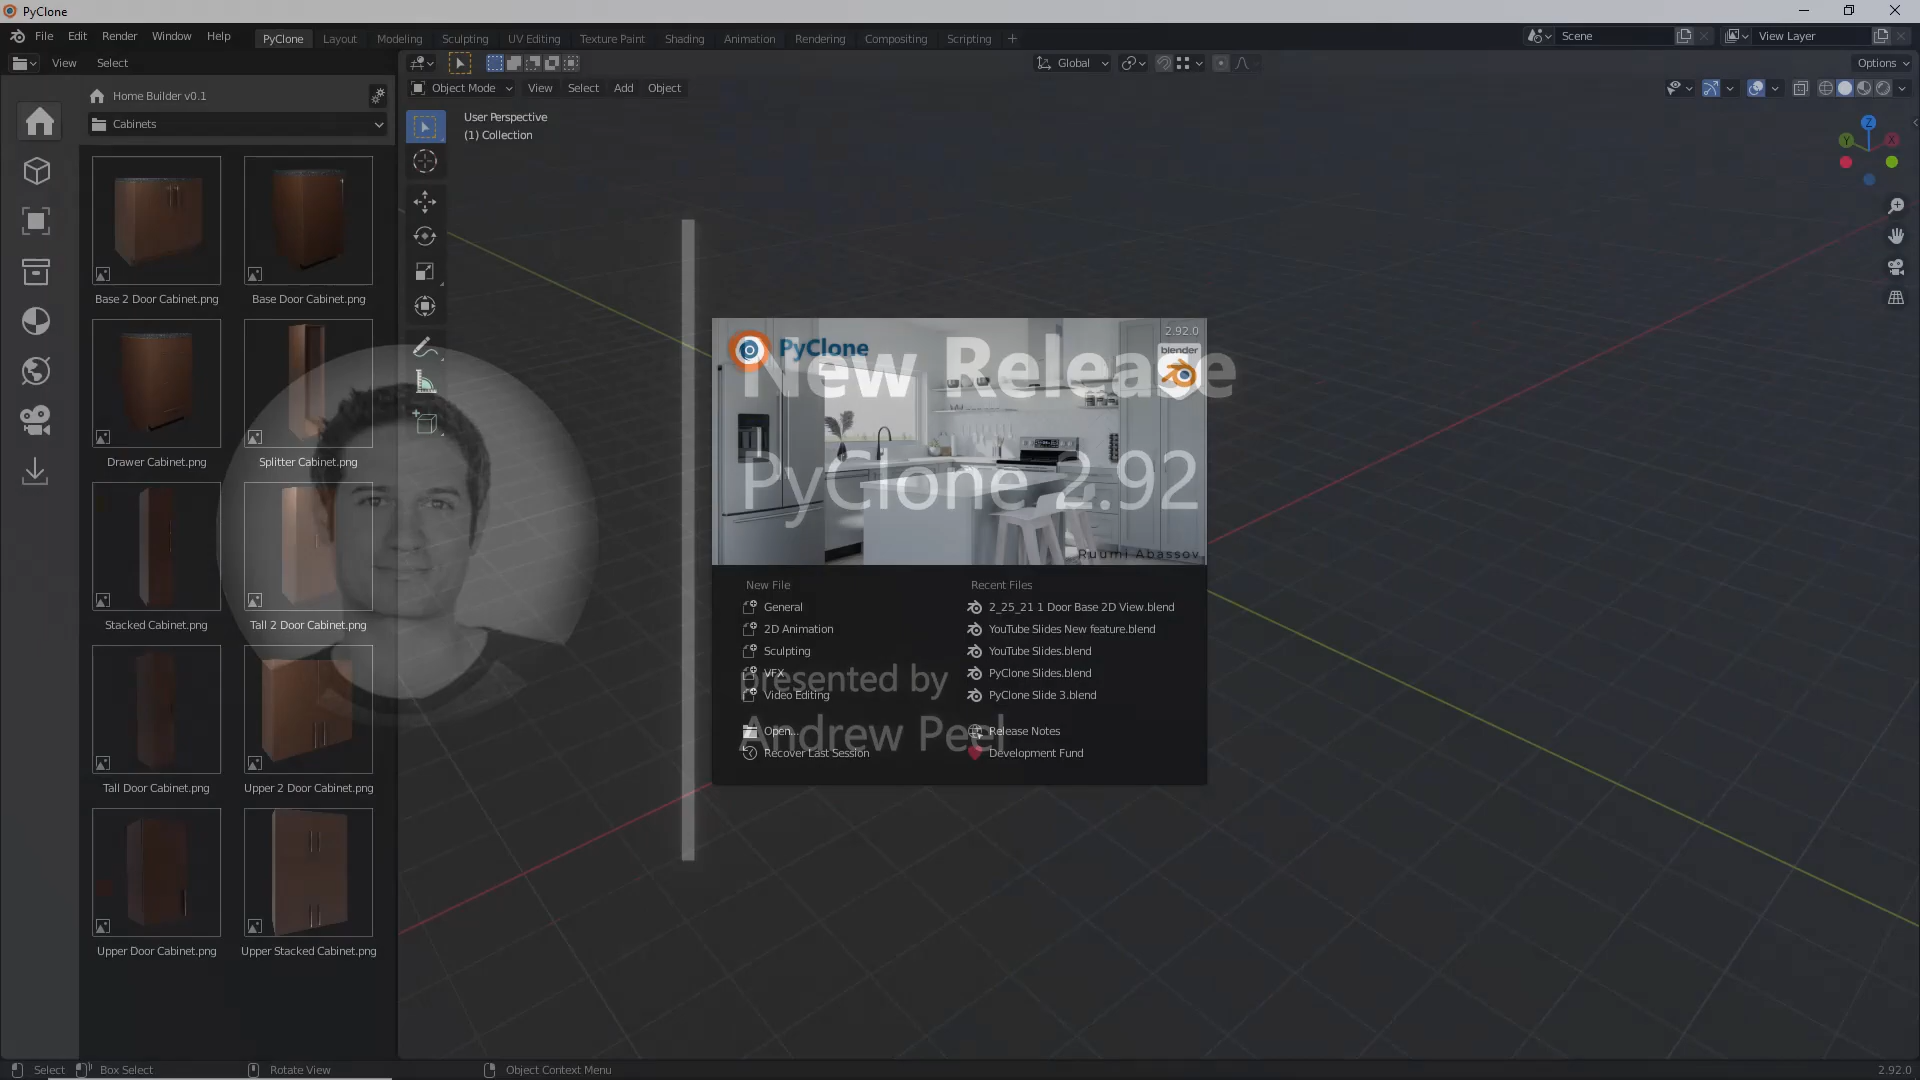 PyClone
File Edit Render Window Help PyClone Layout Modeling Sculpting UV Editing Texture Paint Shading Animation Rendering Compositing Scripting Scene View Layer
View Select Global Options
Object Mode View Select Add Object
Home Builder v0.1
Cabinets
User Perspective
(1) Collection
Base 2 Door Cabinet.png
Base Door Cabinet.png
Drawer Cabinet.png
Splitter Cabinet.png
Stacked Cabinet.png
Tall 2 Door Cabinet.png
Tall Door Cabinet.png
Upper 2 Door Cabinet.png
Upper Door Cabinet.png
Upper Stacked Cabinet.png
Z
Y
X
2.92.0
PyClone
blender
New Release
PyClone 2.92
Ruumi Abassov
New File
General
2D Animation
Sculpting
VFX
Video Editing
Open...
Recover Last Session
Recent Files
2_25_21 1 Door Base 2D View.blend
YouTube Slides New feature.blend
YouTube Slides.blend
PyClone Slides.blend
PyClone Slide 3.blend
Release Notes
Development Fund
presented by
Andrew Peel
Select Box Select Rotate View Object Context Menu 2.92.0